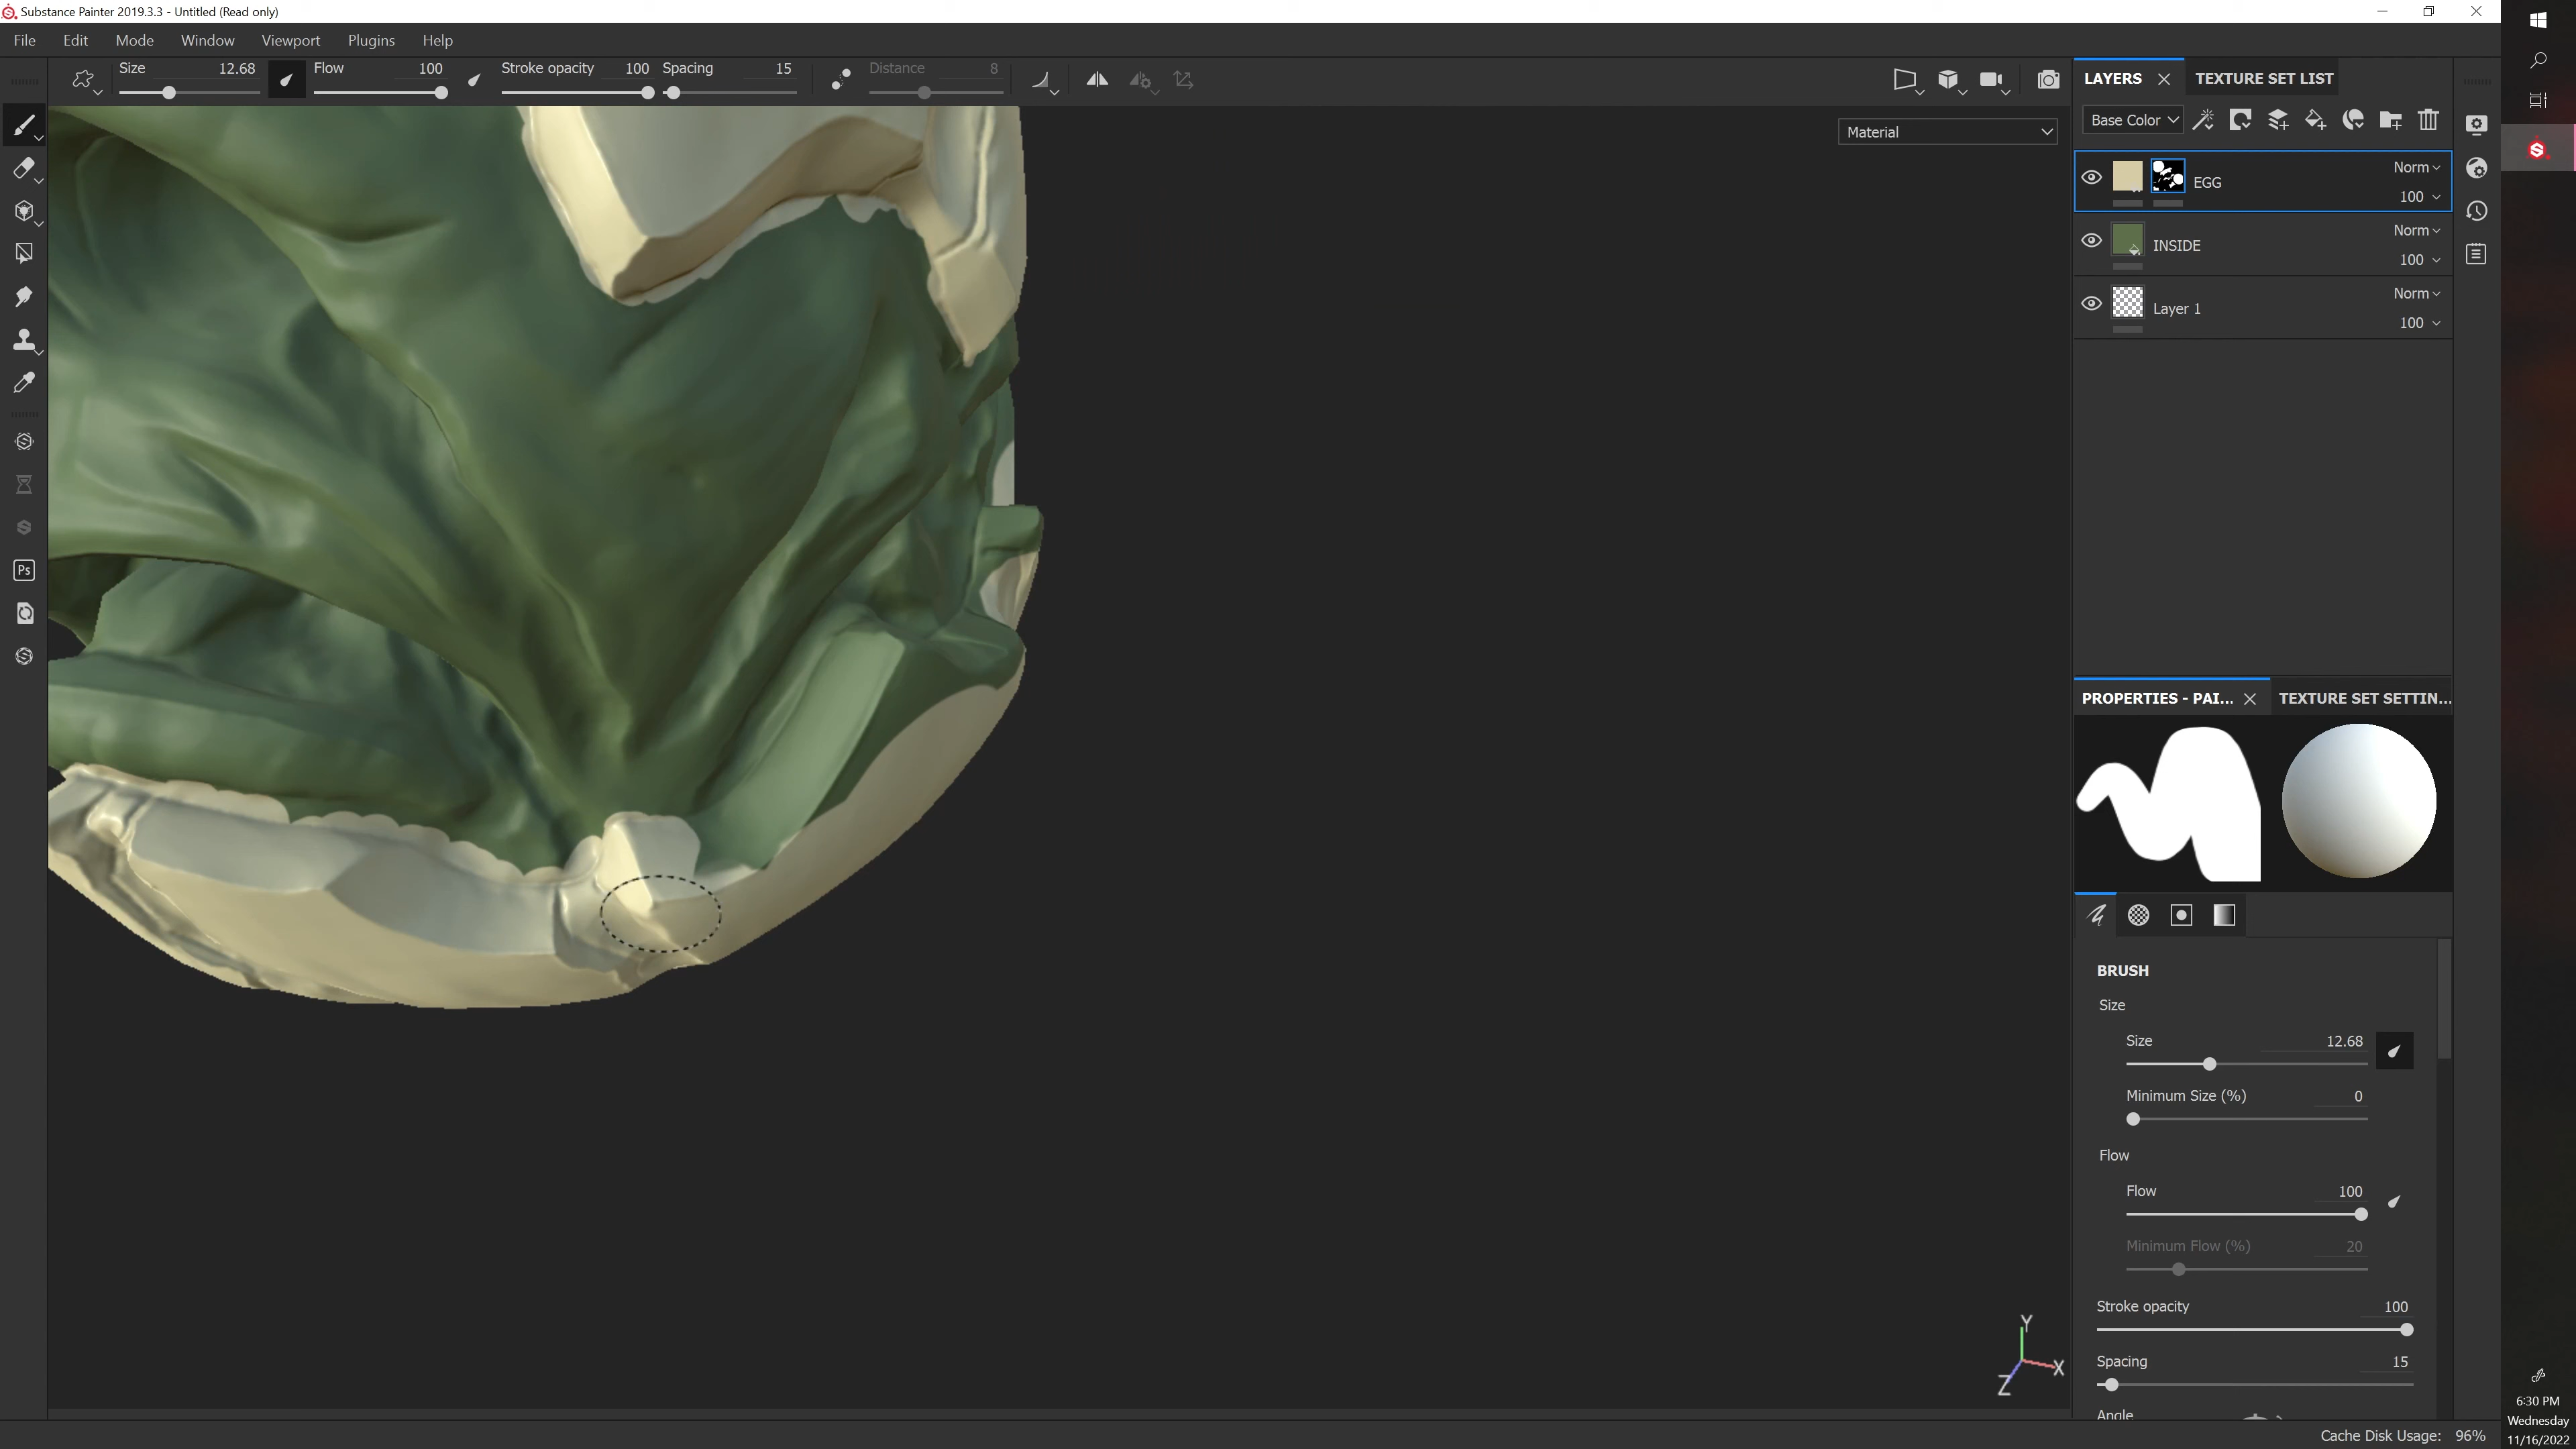 Substance Painter 2019.3.3 - Untitled (Read only)
File Edit Mode Window Viewport Plugins Help
Size 12.68 Flow 100 Stroke opacity 100 Spacing 15 Distance 8
Material
Ps
LAYERS TEXTURE SET LIST
Base Color
EGG Norm
100
INSIDE Norm
100
Layer 1 Norm
100
PROPERTIES - PAI... TEXTURE SET SETTIN...
BRUSH
Size
Size 12.68
Minimum Size (%) 0
Flow
Flow 100
Minimum Flow (%) 20
Stroke opacity 100
Spacing 15
Angle
Y
X
Z
Cache Disk Usage: 96%
6:30 PM
Wednesday
11/16/2022